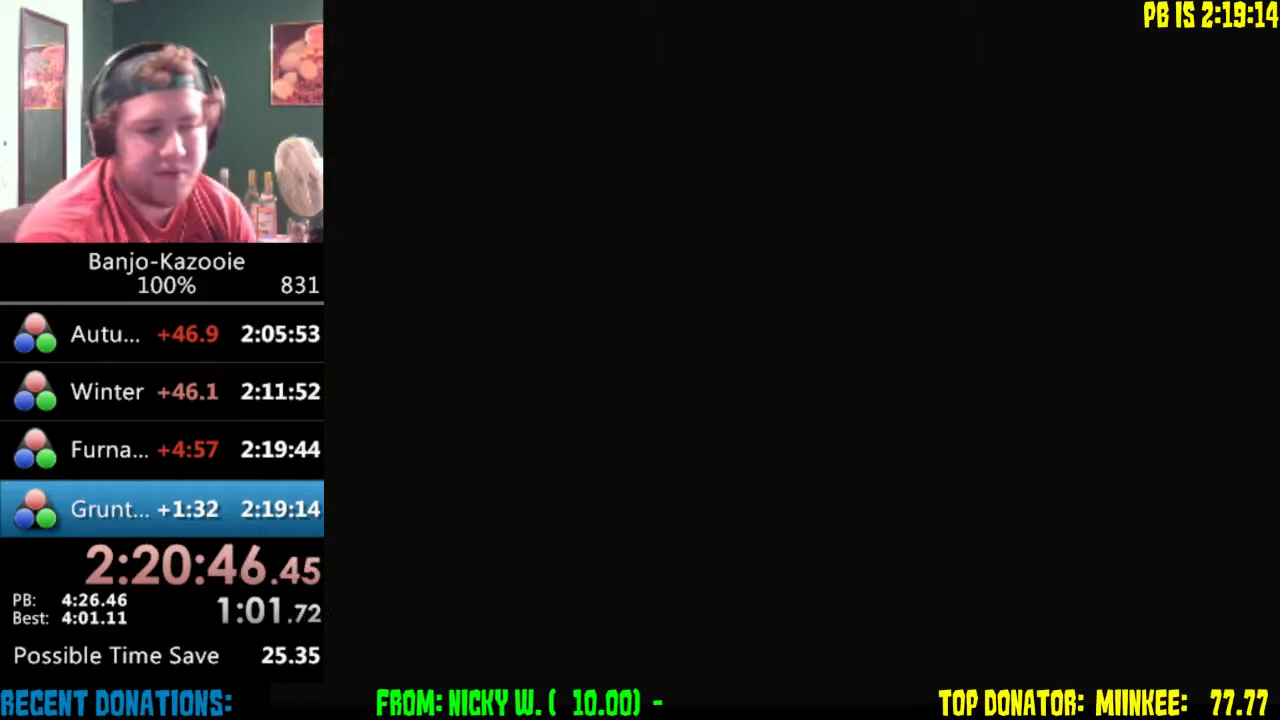 PB IS 2:19:14
Banjo-Kazooie
100% 831
Autu... +46.9 2:05:53
Winter +46.1 2:11:52
Furna... +4:57 2:19:44
Grunt... +1:32 2:19:14
2:20:46.45
PB: 4:26.46
Best: 4:01.11
1:01.72
Possible Time Save 25.35
RECENT DONATIONS: FROM: NICKY W. ( 10.00) - TOP DONATOR: MIINKEE: 77.77